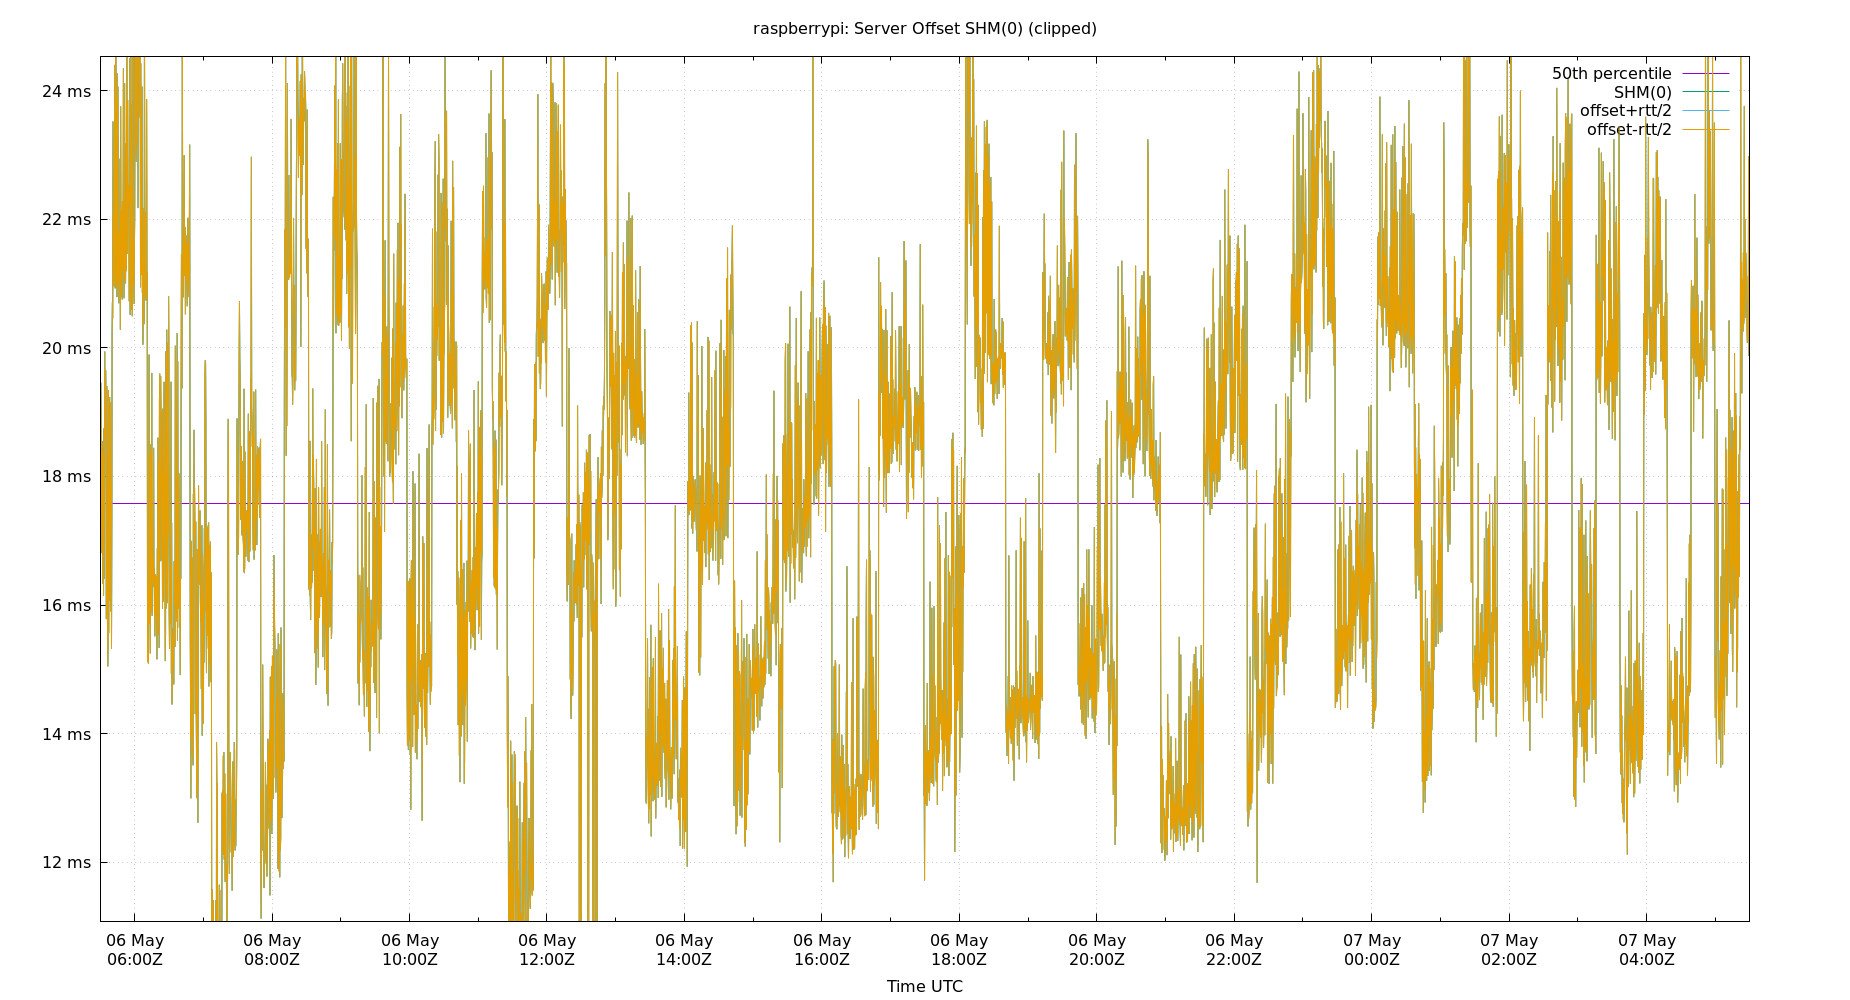 raspberrypi: Server Offset SHM(0) (clipped)
24 ms
22 ms
20 ms
18 ms
16 ms
14 ms
12 ms
50th percentile
SHM(0)
offset+rtt/2
offset-rtt/2
06 May
06:00Z
06 May
08:00Z
06 May
10:00Z
06 May
12:00Z
06 May
14:00Z
06 May
16:00Z
06 May
18:00Z
06 May
20:00Z
06 May
22:00Z
07 May
00:00Z
07 May
02:00Z
07 May
04:00Z
Time UTC